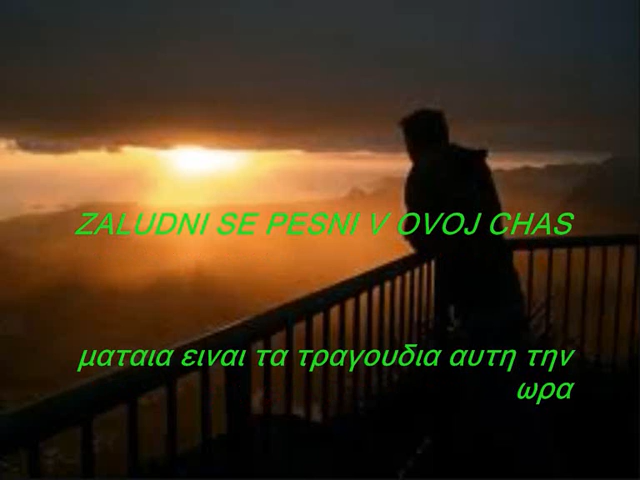 ZALUDNI SE PESNI V OVOJ CHAS
ματαια ειναι τα τραγουδια αυτη την
ωρα